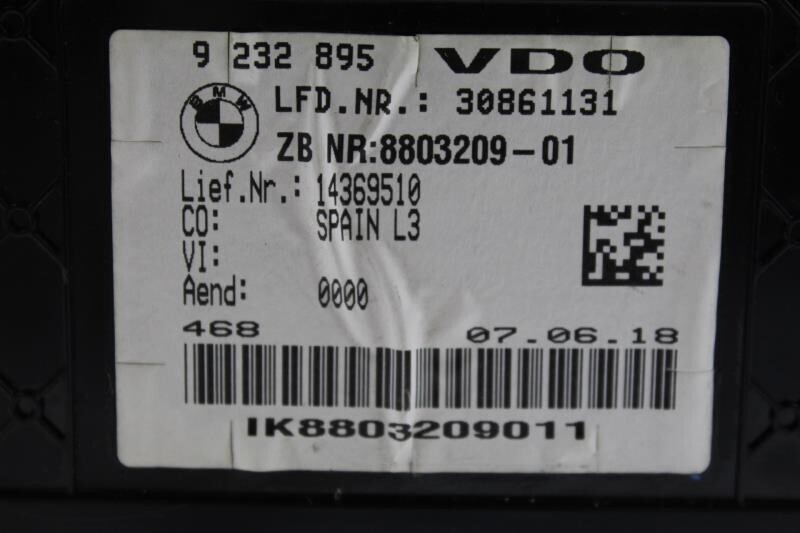 9 232 895 VDO
BMW
LFD.NR.: 30861131
ZB NR:8803209-01
Lief.Nr.: 14369510
CO: SPAIN L3
VI:
Aend: 0000
468 07.06.18
IK8803209011